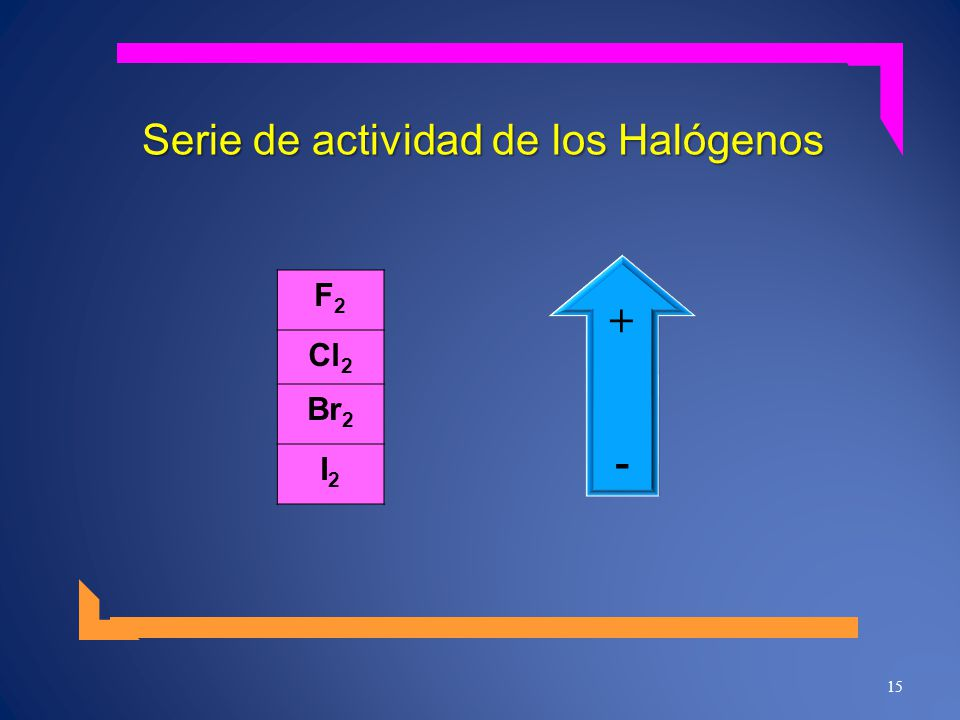 Serie de actividad de los Halógenos
F2
Cl2
Br2
I2
+
-
15